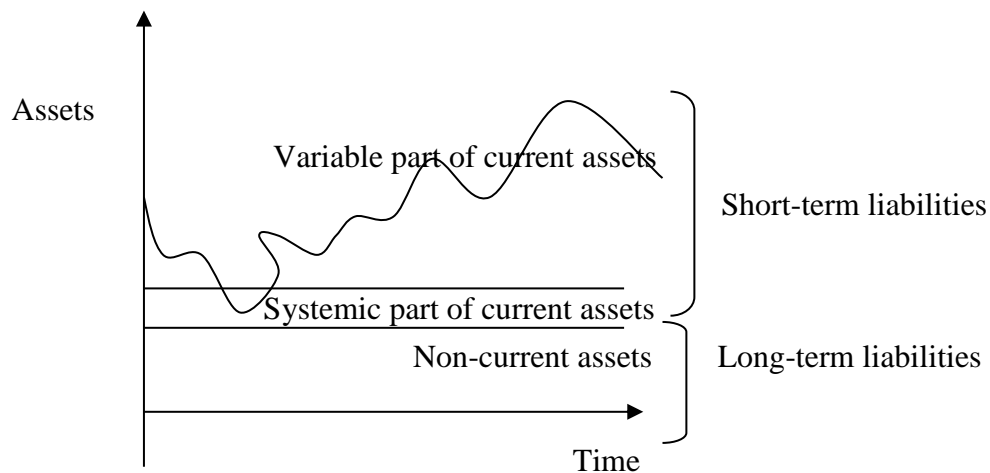 Assets
Variable part of current assets
Short-term liabilities
Systemic part of current assets
Non-current assets
Long-term liabilities
Time